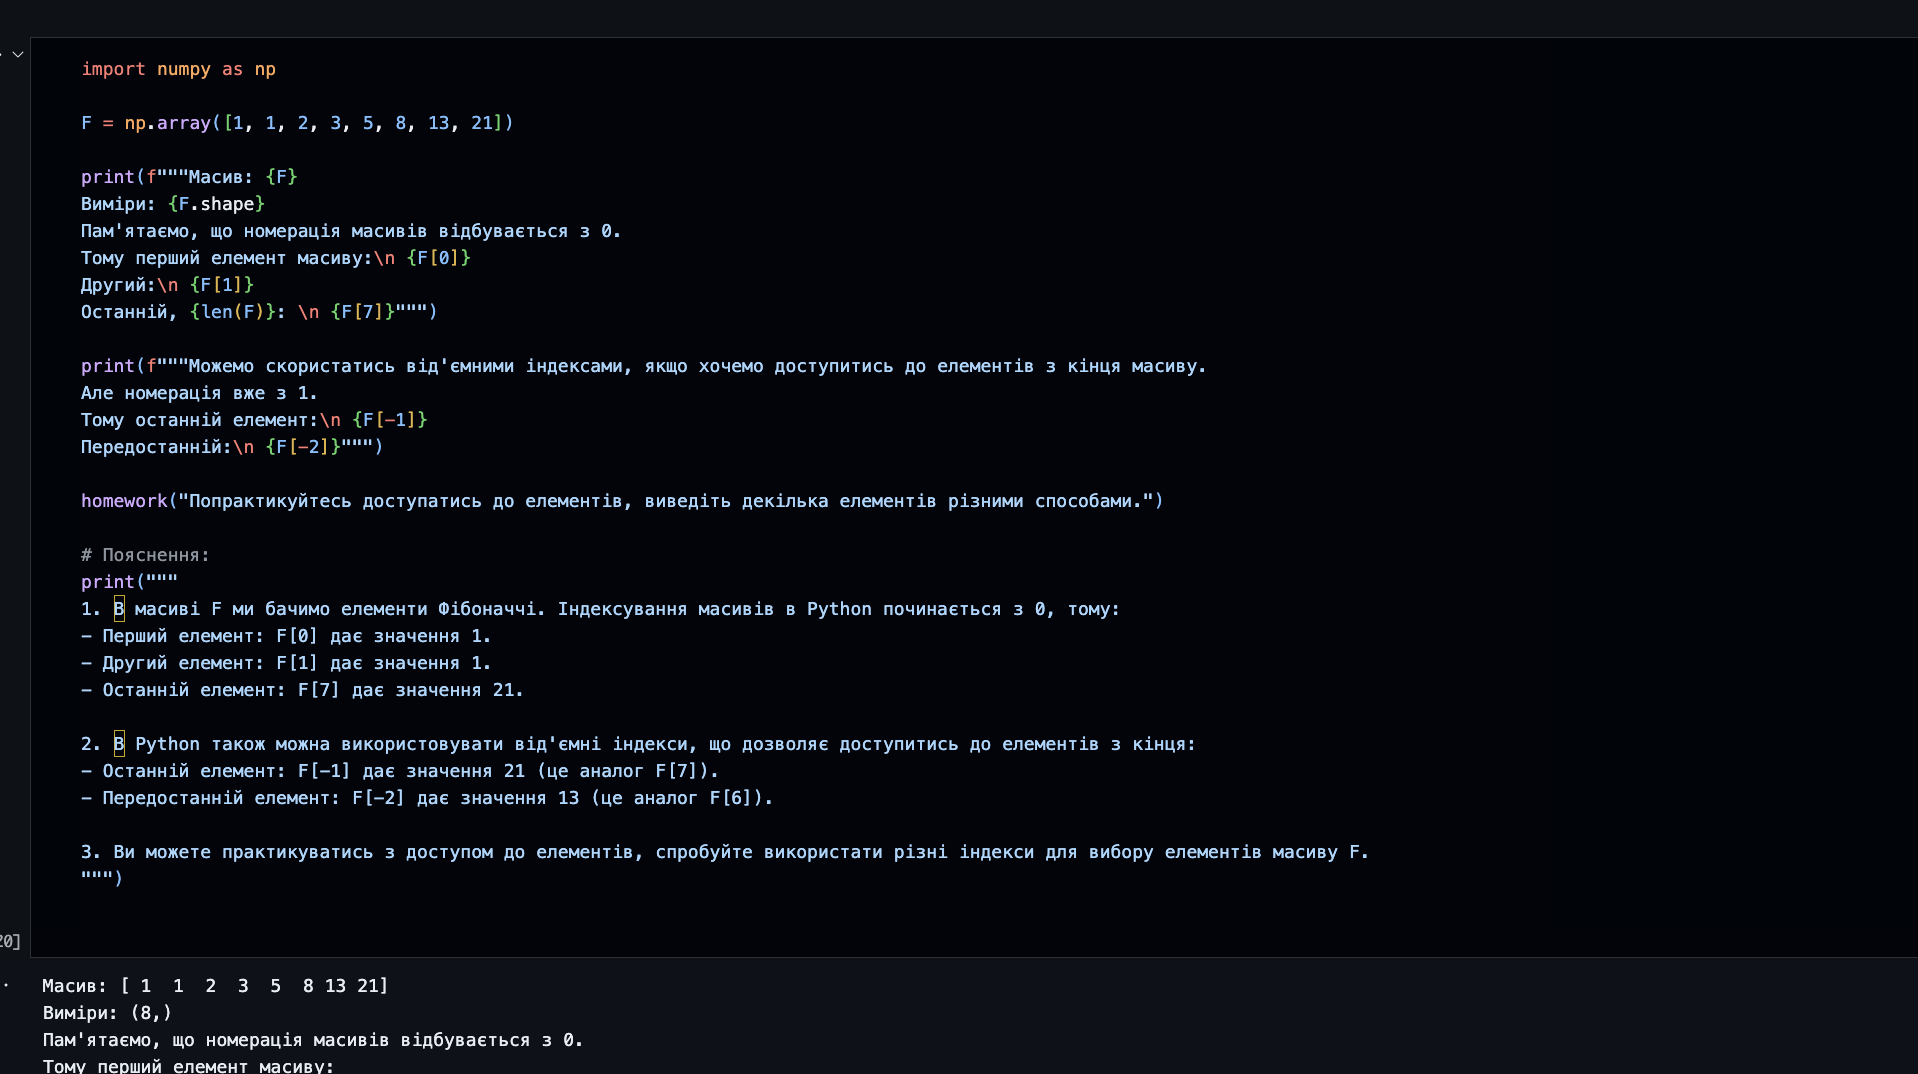 import numpy as np
F = np.array([1, 1, 2, 3, 5, 8, 13, 21])
print(f"""Масив: {F}
Виміри: {F.shape}
Пам'ятаємо, що номерація масивів відбувається з 0.
Тому перший елемент масиву:\n {F[0]}
Другий:\n {F[1]}
Останній, {len(F)}: \n {F[7]}""")
print(f"""Можемо скористатись від'ємними індексами, якщо хочемо доступитись до елементів з кінця масиву.
Але номерація вже з 1.
Тому останній елемент:\n {F[-1]}
Передостанній:\n {F[-2]}""")
homework("Попрактикуйтесь доступатись до елементів, виведіть декілька елементів різними способами.")
# Пояснення:
print("""
1. В масиві F ми бачимо елементи Фібоначчі. Індексування масивів в Python починається з 0, тому:
- Перший елемент: F[0] дає значення 1.
- Другий елемент: F[1] дає значення 1.
- Останній елемент: F[7] дає значення 21.
2. В Python також можна використовувати від'ємні індекси, що дозволяє доступитись до елементів з кінця:
- Останній елемент: F[-1] дає значення 21 (це аналог F[7]).
- Передостанній елемент: F[-2] дає значення 13 (це аналог F[6]).
3. Ви можете практикуватись з доступом до елементів, спробуйте використати різні індекси для вибору елементів масиву F.
""")
20]
Масив: [ 1  1  2  3  5  8 13 21]
Виміри: (8,)
Пам'ятаємо, що номерація масивів відбувається з 0.
Тому перший елемент масиву: